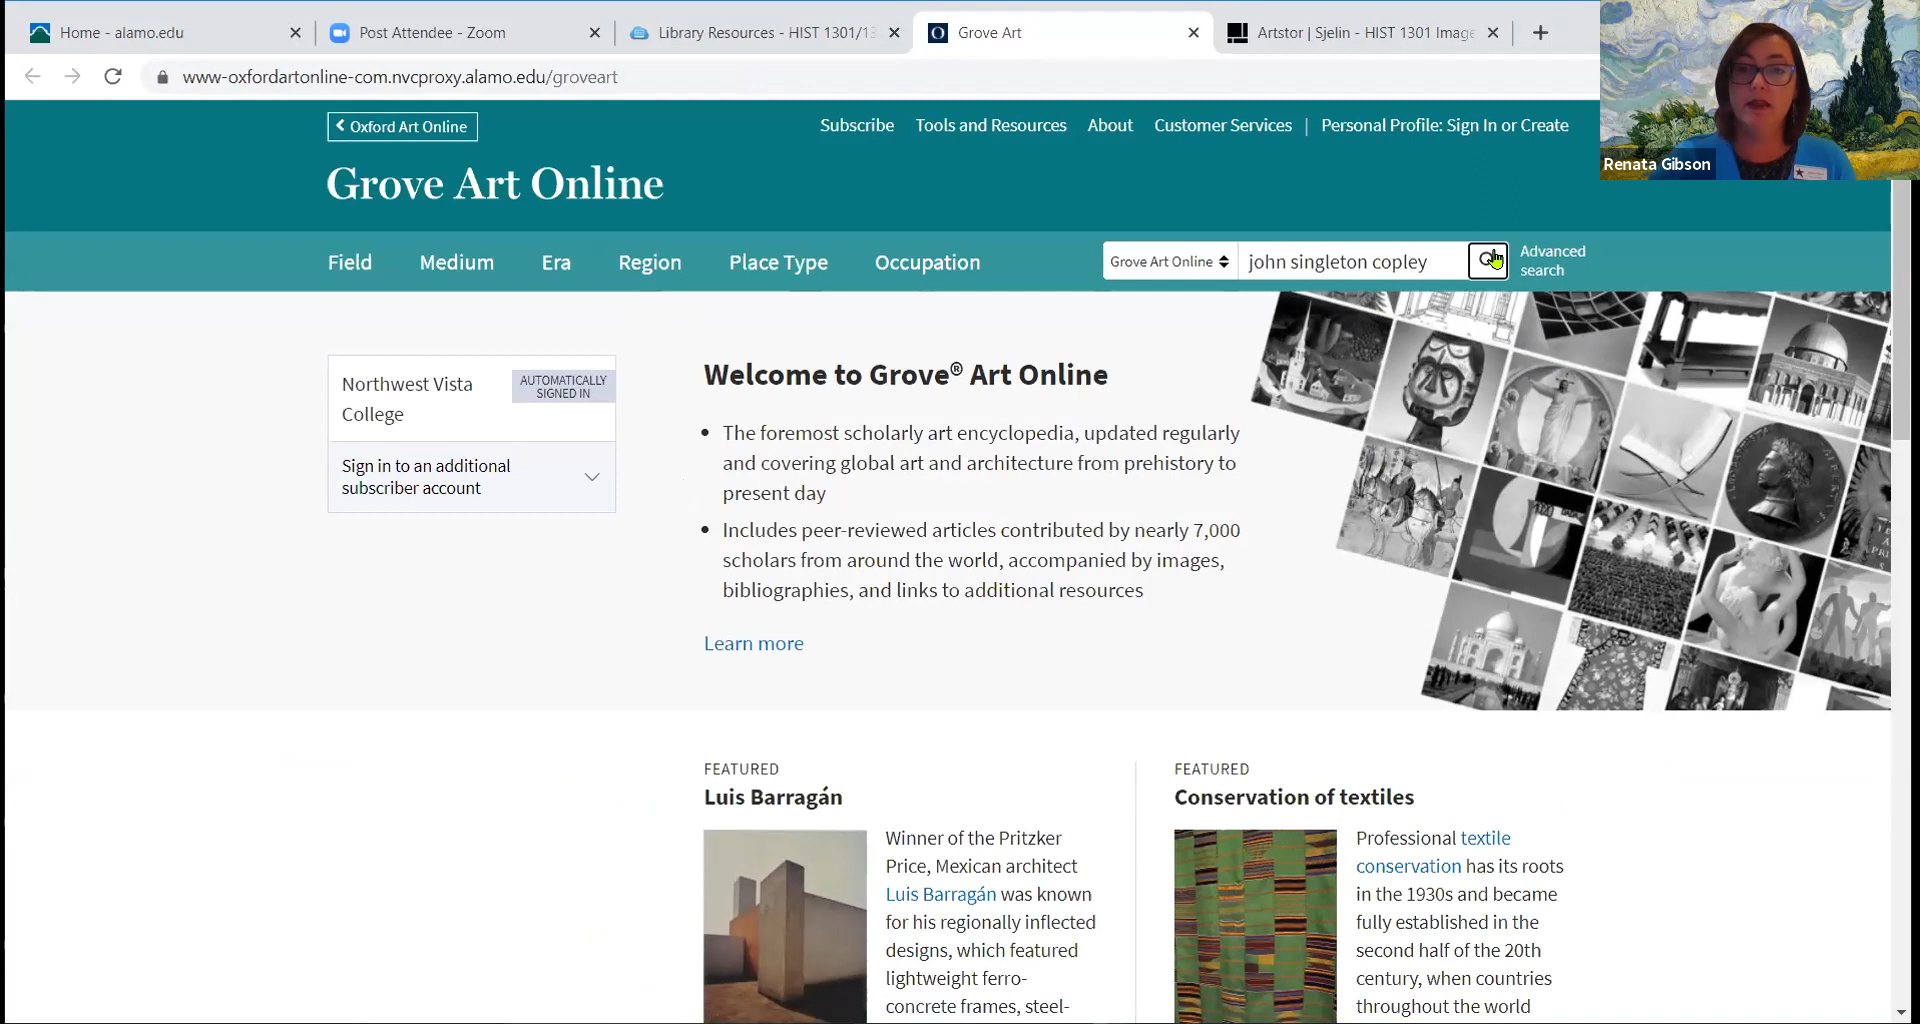 Home - alamo.edu
Post Attendee - Zoom
Library Resources - HIST 1301/13
Grove Art
Artstor | Sjelin - HIST 1301 Image
www-oxfordartonline-com.nvcproxy.alamo.edu/groveart
Renata Gibson
Oxford Art Online
Subscribe
Tools and Resources
About
Customer Services
Personal Profile: Sign In or Create
Grove Art Online
Field
Medium
Era
Region
Place Type
Occupation
Grove Art Online
john singleton copley
Advanced
search
Northwest Vista
College
AUTOMATICALLY
SIGNED IN
Sign in to an additional
subscriber account
Welcome to Grove® Art Online
• The foremost scholarly art encyclopedia, updated regularly
and covering global art and architecture from prehistory to
present day
• Includes peer-reviewed articles contributed by nearly 7,000
scholars from around the world, accompanied by images,
bibliographies, and links to additional resources
Learn more
FEATURED
Luis Barragán
Winner of the Pritzker
Price, Mexican architect
Luis Barragán was known
for his regionally inflected
designs, which featured
lightweight ferro-
concrete frames, steel-
FEATURED
Conservation of textiles
Professional textile
conservation has its roots
in the 1930s and became
fully established in the
second half of the 20th
century, when countries
throughout the world